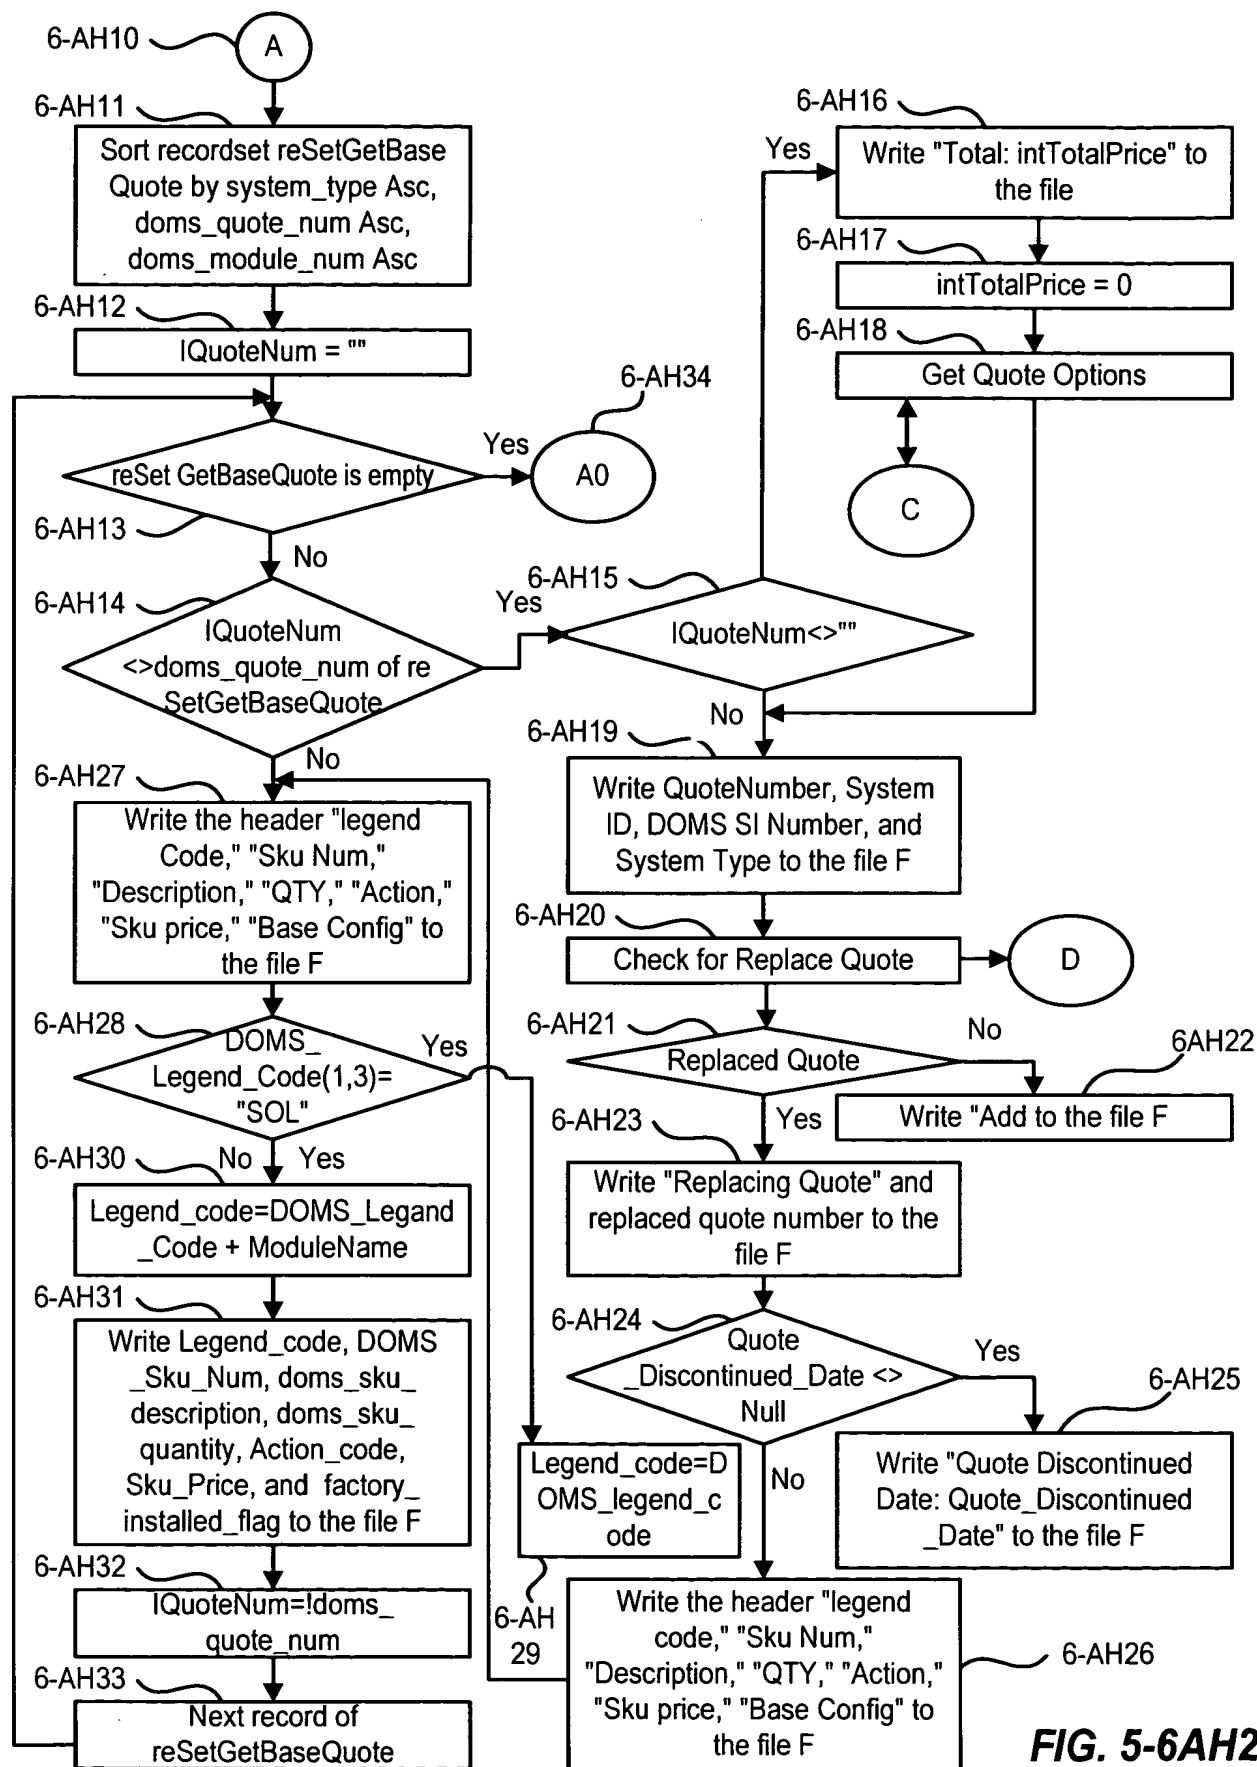 6-AH10
A
6-AH11
Sort recordset reSetGetBase
Quote by system_type Asc,
doms_quote_num Asc,
doms_module_num Asc
6-AH12
IQuoteNum = ""
6-AH34
reSet GetBaseQuote is empty
Yes
A0
6-AH13
No
6-AH14
IQuoteNum
<>doms_quote_num of re
SetGetBaseQuote
Yes
No
6-AH15
IQuoteNum<>""
Yes
No
6-AH16
Write "Total: intTotalPrice" to
the file
6-AH17
intTotalPrice = 0
6-AH18
Get Quote Options
C
6-AH19
Write QuoteNumber, System
ID, DOMS SI Number, and
System Type to the file F
6-AH20
Check for Replace Quote
D
6-AH21
Replaced Quote
No
6AH22
Write "Add to the file F
Yes
6-AH23
Write "Replacing Quote" and
replaced quote number to the
file F
6-AH24
Quote
_Discontinued_Date <>
Null
Yes
6-AH25
Write "Quote Discontinued
Date: Quote_Discontinued
_Date" to the file F
No
6-AH26
Write the header "legend
code," "Sku Num,"
"Description," "QTY," "Action,"
"Sku price," "Base Config" to
the file F
6-AH27
Write the header "legend
Code," "Sku Num,"
"Description," "QTY," "Action,"
"Sku price," "Base Config" to
the file F
6-AH28
DOMS_
Legend_Code(1,3)=
"SOL"
Yes
Legend_code=D
OMS_legend_c
ode
6-AH
29
No Yes
6-AH30
Legend_code=DOMS_Legand
_Code + ModuleName
6-AH31
Write Legend_code, DOMS
_Sku_Num, doms_sku_
description, doms_sku_
quantity, Action_code,
Sku_Price, and factory_
installed_flag to the file F
6-AH32
IQuoteNum=!doms_
quote_num
6-AH33
Next record of
reSetGetBaseQuote
FIG. 5-6AH2